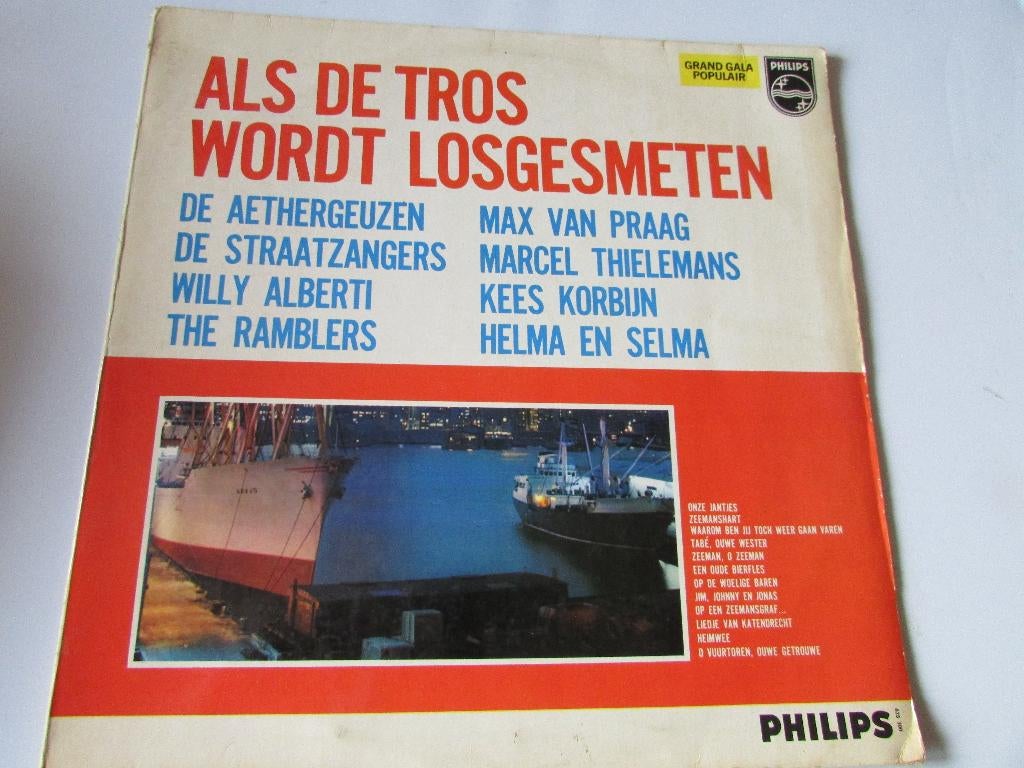 GRAND GALA
POPULAIR
PHILIPS
ALS DE TROS
WORDT LOSGESMETEN
DE AETHERGEUZEN
DE STRAATZANGERS
WILLY ALBERTI
THE RAMBLERS
MAX VAN PRAAG
MARCEL THIELEMANS
KEES KORBIJN
HELMA EN SELMA
ONZE JANTJES
ZEEMANSHART
WAAROM BEN JIJ TOCH WEER GAAN VAREN
TABÉ, OUWE WESTER
ZEEMAN, O ZEEMAN
EEN OUDE BIERFLES
OP DE WOELIGE BAREN
JIM, JOHNNY EN JONAS
OP EEN ZEEMANSGRAF...
LIEDJE VAN KATENDRECHT
HEIMWEE
O VUURTOREN, OUWE GETROUWE
PHILIPS